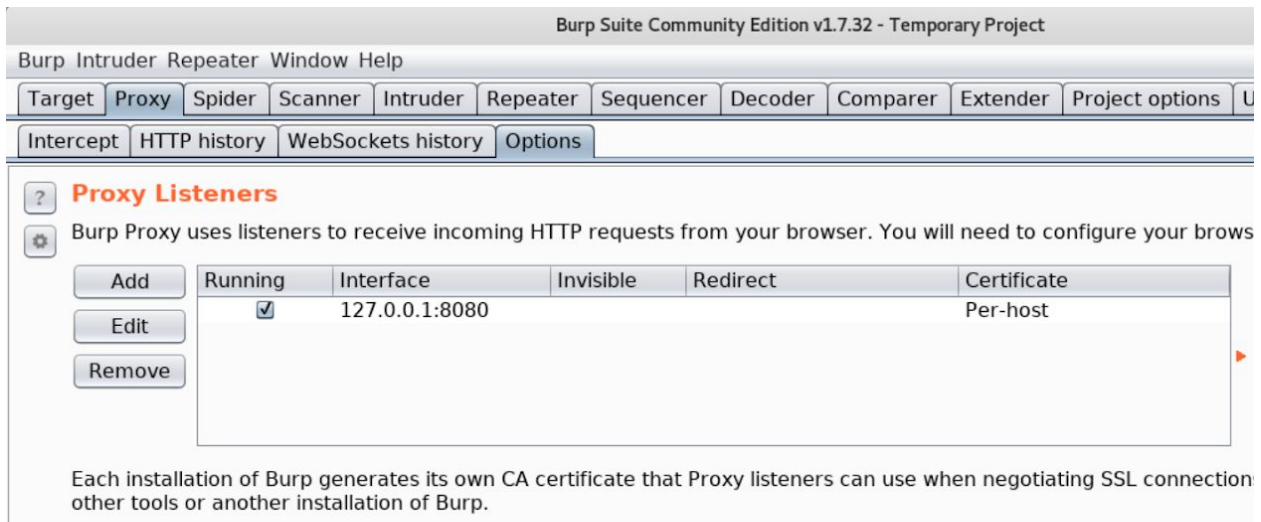 Burp Suite Community Edition v1.7.32 - Temporary Project
Burp Intruder Repeater Window Help
Target Proxy Spider Scanner Intruder Repeater Sequencer Decoder Comparer Extender Project options U
Intercept HTTP history WebSockets history Options
? Proxy Listeners
Burp Proxy uses listeners to receive incoming HTTP requests from your browser. You will need to configure your brows
Add Running Interface Invisible Redirect Certificate
127.0.0.1:8080 Per-host
Edit
Remove
Each installation of Burp generates its own CA certificate that Proxy listeners can use when negotiating SSL connection
other tools or another installation of Burp.